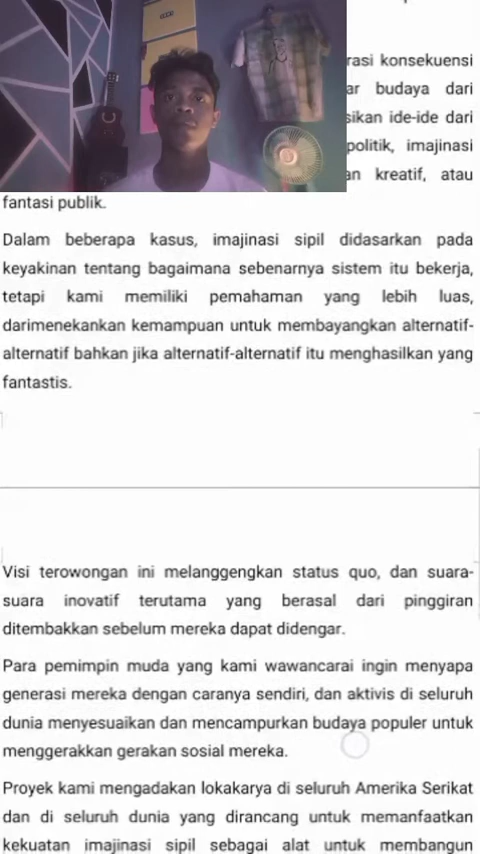 rasi konsekuensi
ar budaya dari
sikan ide-ide dari
politik, imajinasi
an kreatif, atau
fantasi publik.
Dalam beberapa kasus, imajinasi sipil didasarkan pada
keyakinan tentang bagaimana sebenarnya sistem itu bekerja,
tetapi kami memiliki pemahaman yang lebih luas,
darimenekankan kemampuan untuk membayangkan alternatif-
alternatif bahkan jika alternatif-alternatif itu menghasilkan yang
fantastis.
Visi terowongan ini melanggengkan status quo, dan suara-
suara inovatif terutama yang berasal dari pinggiran
ditembakkan sebelum mereka dapat didengar.
Para pemimpin muda yang kami wawancarai ingin menyapa
generasi mereka dengan caranya sendiri, dan aktivis di seluruh
dunia menyesuaikan dan mencampurkan budaya populer untuk
menggerakkan gerakan sosial mereka.
Proyek kami mengadakan lokakarya di seluruh Amerika Serikat
dan di seluruh dunia yang dirancang untuk memanfaatkan
kekuatan imajinasi sipil sebagai alat untuk membangun